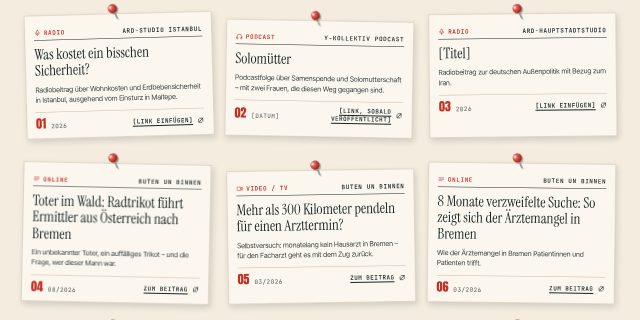 RADIO ARD-STUDIO ISTANBUL
Was kostet ein bisschen
Sicherheit?
Radiobeitrag über Wohnkosten und Erdbebensicherheit
in Istanbul, ausgehend vom Einsturz in Maltepe.
01 2026 [LINK EINFÜGEN]
PODCAST Y-KOLLEKTIV PODCAST
Solomütter
Podcastfolge über Samenspende und Solomutterschaft
– mit zwei Frauen, die diesen Weg gegangen sind.
02 [DATUM] [LINK, SOBALD
VERÖFFENTLICHT]
RADIO ARD-HAUPTSTADTSTUDIO
[Titel]
Radiobeitrag zur deutschen Außenpolitik mit Bezug zum
Iran.
03 2026 [LINK EINFÜGEN]
ONLINE BUTEN UN BINNEN
Toter im Wald: Radtrikot führt
Ermittler aus Österreich nach
Bremen
Ein unbekannter Toter, ein auffälliges Trikot – und die
Frage, wer dieser Mann war.
04 08/2026 ZUM BEITRAG
VIDEO / TV BUTEN UN BINNEN
Mehr als 300 Kilometer pendeln
für einen Arzttermin?
Selbstversuch: monatelang kein Hausarzt in Bremen –
für den Facharzt geht es mit dem Zug zurück.
05 03/2026 ZUM BEITRAG
ONLINE BUTEN UN BINNEN
8 Monate verzweifelte Suche: So
zeigt sich der Ärztemangel in
Bremen
Wie der Ärztemangel in Bremen Patientinnen und
Patienten trifft.
06 03/2026 ZUM BEITRAG